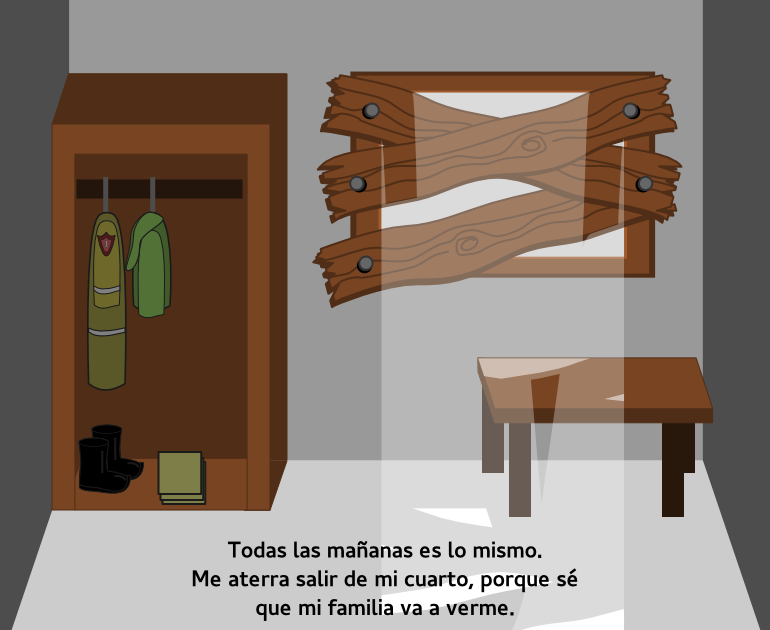 Todas las mañanas es lo mismo.
Me aterra salir de mi cuarto, porque sé
que mi familia va a verme.